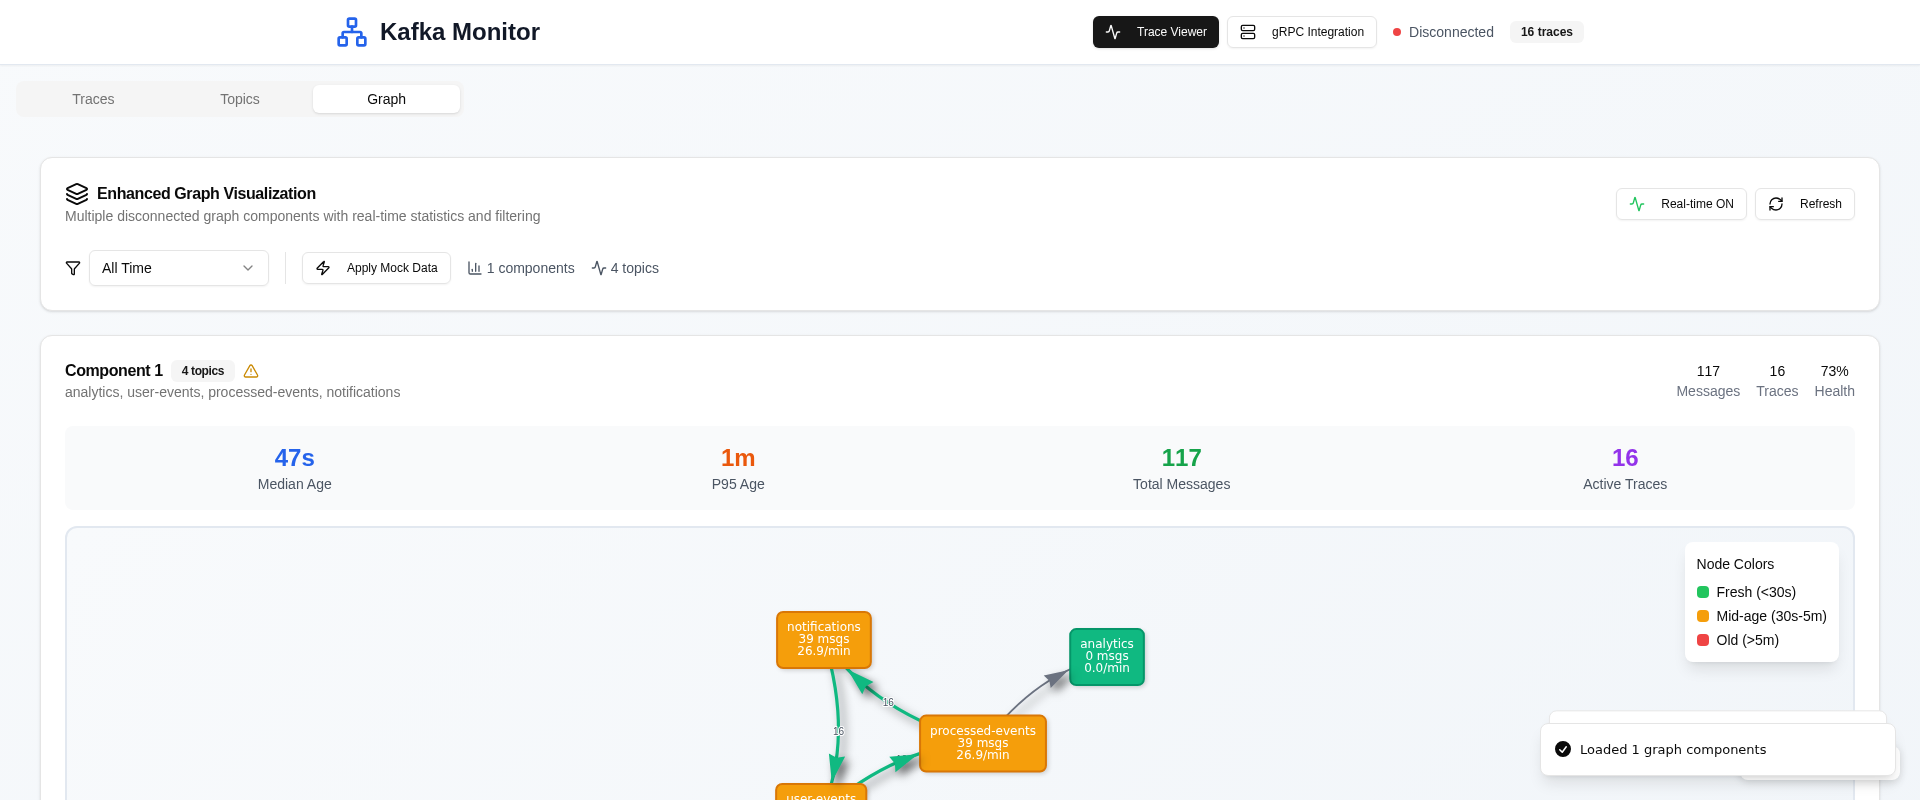 Kafka Monitor
Trace Viewer
gRPC Integration
Disconnected
16 traces
Traces
Topics
Graph
Enhanced Graph Visualization
Multiple disconnected graph components with real-time statistics and filtering
Real-time ON
Refresh
All Time
Apply Mock Data
1 components
4 topics
Component 1
4 topics
analytics, user-events, processed-events, notifications
117
Messages
16
Traces
73%
Health
47s
Median Age
1m
P95 Age
117
Total Messages
16
Active Traces
Node Colors
Fresh (<30s)
Mid-age (30s-5m)
Old (>5m)
notifications
39 msgs
26.9/min
analytics
0 msgs
0.0/min
16
16
processed-events
39 msgs
26.9/min
user-events
Loaded 1 graph components